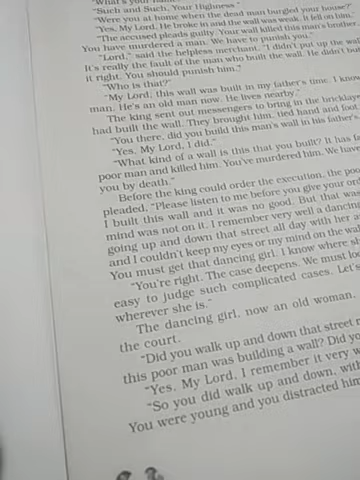 "What's your
"Such and Such, Your Highness."
"Were you at home when the dead man burgled your house?"
"Yes, My Lord. He broke in and the wall was weak. It fell on him."
"The accused pleads guilty. Your wall killed this man's brother.
You have murdered a man. We have to punish you."
"Lord," said the helpless merchant, "I didn't put up the wall
It's really the fault of the man who built the wall. He didn't bu
it right. You should punish him."
"Who is that?"
"My Lord, this wall was built in my father's time. I know
man. He's an old man now. He lives nearby."
The king sent out messengers to bring in the bricklaye
had built the wall. They brought him, tied hand and foot
"You there, did you build this man's wall in his father's
"Yes, My Lord, I did."
"What kind of a wall is this that you built? It has fa
poor man and killed him. You've murdered him. We have
you by death."
Before the king could order the execution, the poo
pleaded, "Please listen to me before you give your or
I built this wall and it was no good. But that was
mind was not on it. I remember very well a dancing
going up and down that street all day with her a
and I couldn't keep my eyes or my mind on the wal
You must get that dancing girl. I know where sh
"You're right. The case deepens. We must loo
easy to judge such complicated cases. Let'
wherever she is."
The dancing girl, now an old woman,
the court.
"Did you walk up and down that street m
this poor man was building a wall? Did yo
"Yes, My Lord, I remember it very w
"So you did walk up and down, with
You were young and you distracted him